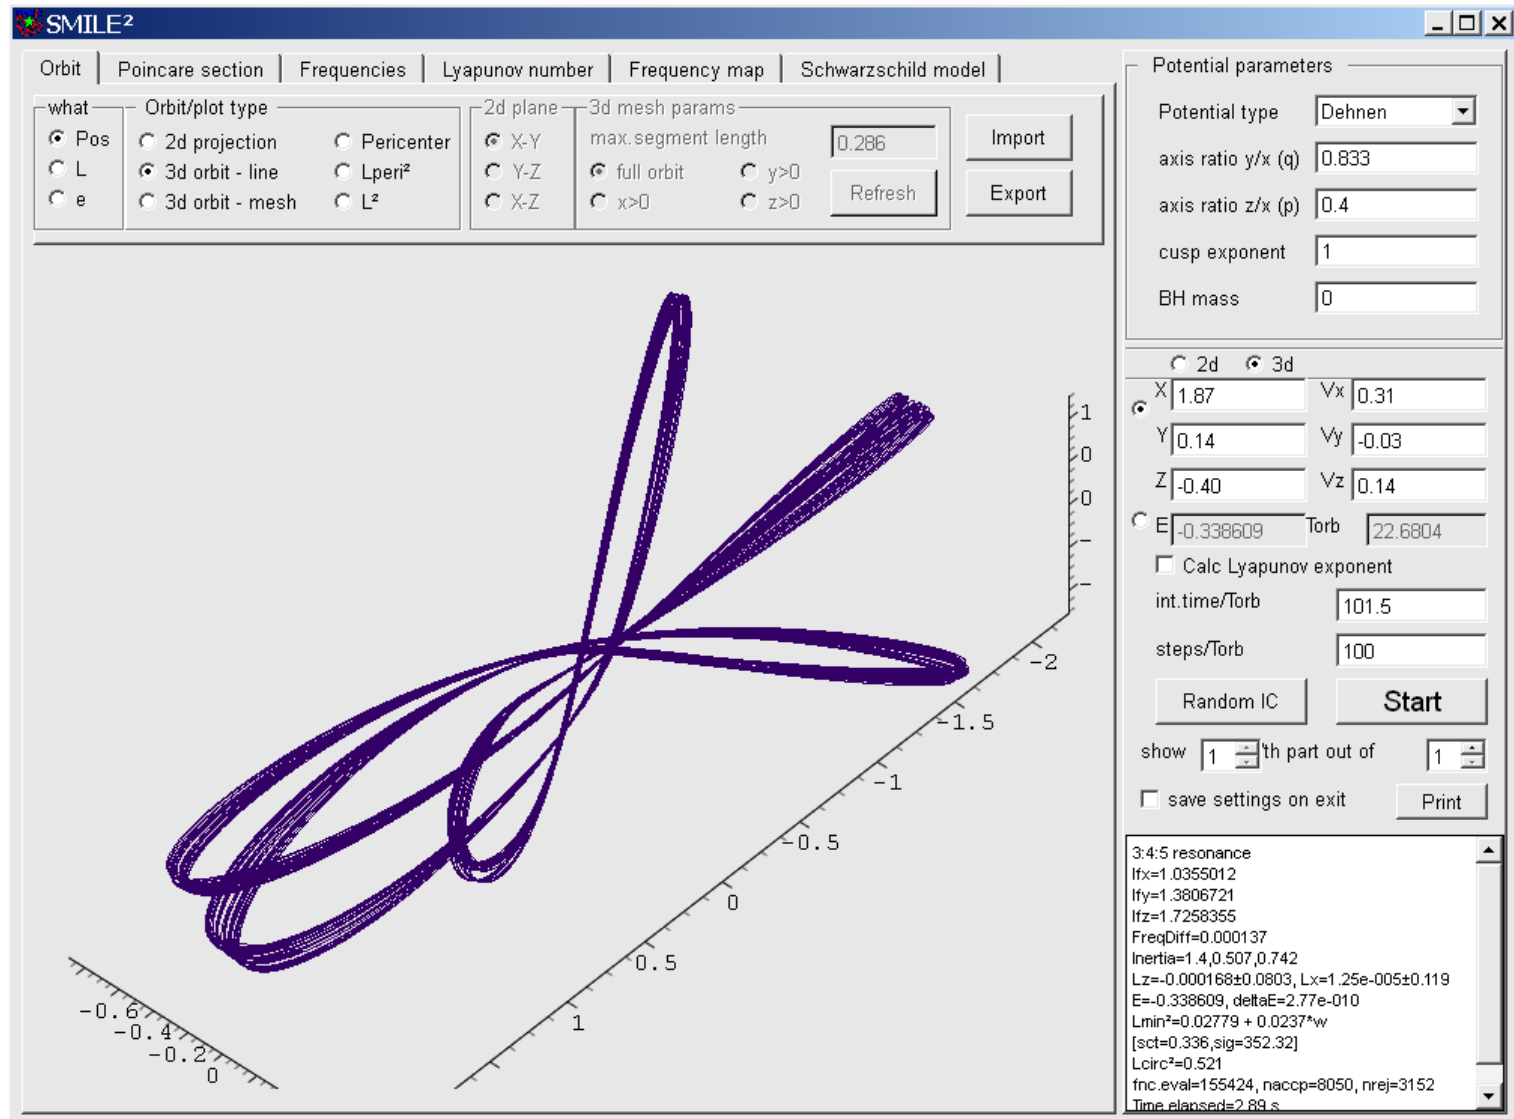 SMILE²
Orbit Poincare section Frequencies Lyapunov number Frequency map Schwarzschild model
what Orbit/plot type 2d plane 3d mesh params
Pos 2d projection Pericenter X-Y max.segment length 0.286 Import
L 3d orbit - line Lperi² Y-Z full orbit y>0
e 3d orbit - mesh L² X-Z x>0 z>0 Refresh Export
Potential parameters
Potential type Dehnen
axis ratio y/x (q) 0.833
axis ratio z/x (p) 0.4
cusp exponent 1
BH mass 0
2d 3d
X 1.87 Vx 0.31
Y 0.14 Vy -0.03
Z -0.40 Vz 0.14
E -0.338609 Torb 22.6804
Calc Lyapunov exponent
int.time/Torb 101.5
steps/Torb 100
Random IC Start
show 1 'th part out of 1
save settings on exit Print
3:4:5 resonance
lfx=1.0355012
lfy=1.3806721
lfz=1.7258355
FreqDiff=0.000137
Inertia=1.4,0.507,0.742
Lz=-0.000168±0.0803, Lx=1.25e-005±0.119
E=-0.338609, deltaE=2.77e-010
Lmin²=0.02779 + 0.0237*w
[sct=0.336,sig=352.32]
Lcirc²=0.521
fnc.eval=155424, naccp=8050, nrej=3152
Time elapsed=2.89 s
1
0
-0
-
-
-2
-1.5
-1
-0.5
0
0.5
1
-0.6
-0.4
-0.2
0